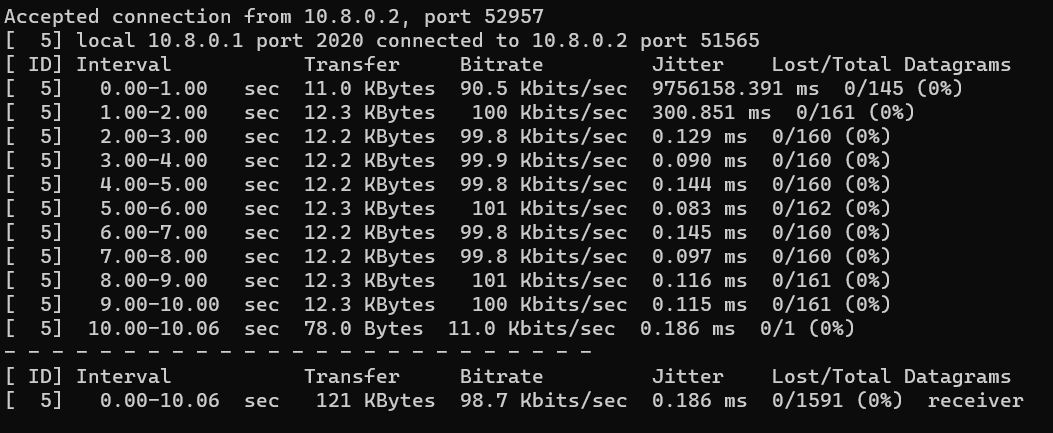 Accepted connection from 10.8.0.2, port 52957
[  5] local 10.8.0.1 port 2020 connected to 10.8.0.2 port 51565
[ ID] Interval           Transfer     Bitrate         Jitter    Lost/Total Datagrams
[  5]   0.00-1.00   sec  11.0 KBytes  90.5 Kbits/sec  9756158.391 ms  0/145 (0%)
[  5]   1.00-2.00   sec  12.3 KBytes   100 Kbits/sec  300.851 ms  0/161 (0%)
[  5]   2.00-3.00   sec  12.2 KBytes  99.8 Kbits/sec  0.129 ms  0/160 (0%)
[  5]   3.00-4.00   sec  12.2 KBytes  99.9 Kbits/sec  0.090 ms  0/160 (0%)
[  5]   4.00-5.00   sec  12.2 KBytes  99.8 Kbits/sec  0.144 ms  0/160 (0%)
[  5]   5.00-6.00   sec  12.3 KBytes   101 Kbits/sec  0.083 ms  0/162 (0%)
[  5]   6.00-7.00   sec  12.2 KBytes  99.8 Kbits/sec  0.145 ms  0/160 (0%)
[  5]   7.00-8.00   sec  12.2 KBytes  99.8 Kbits/sec  0.097 ms  0/160 (0%)
[  5]   8.00-9.00   sec  12.3 KBytes   101 Kbits/sec  0.116 ms  0/161 (0%)
[  5]   9.00-10.00  sec  12.3 KBytes   100 Kbits/sec  0.115 ms  0/161 (0%)
[  5]  10.00-10.06  sec  78.0 Bytes  11.0 Kbits/sec  0.186 ms  0/1 (0%)
- - - - - - - - - - - - - - - - - - - - - - - - -
[ ID] Interval           Transfer     Bitrate         Jitter    Lost/Total Datagrams
[  5]   0.00-10.06  sec   121 KBytes  98.7 Kbits/sec  0.186 ms  0/1591 (0%)  receiver